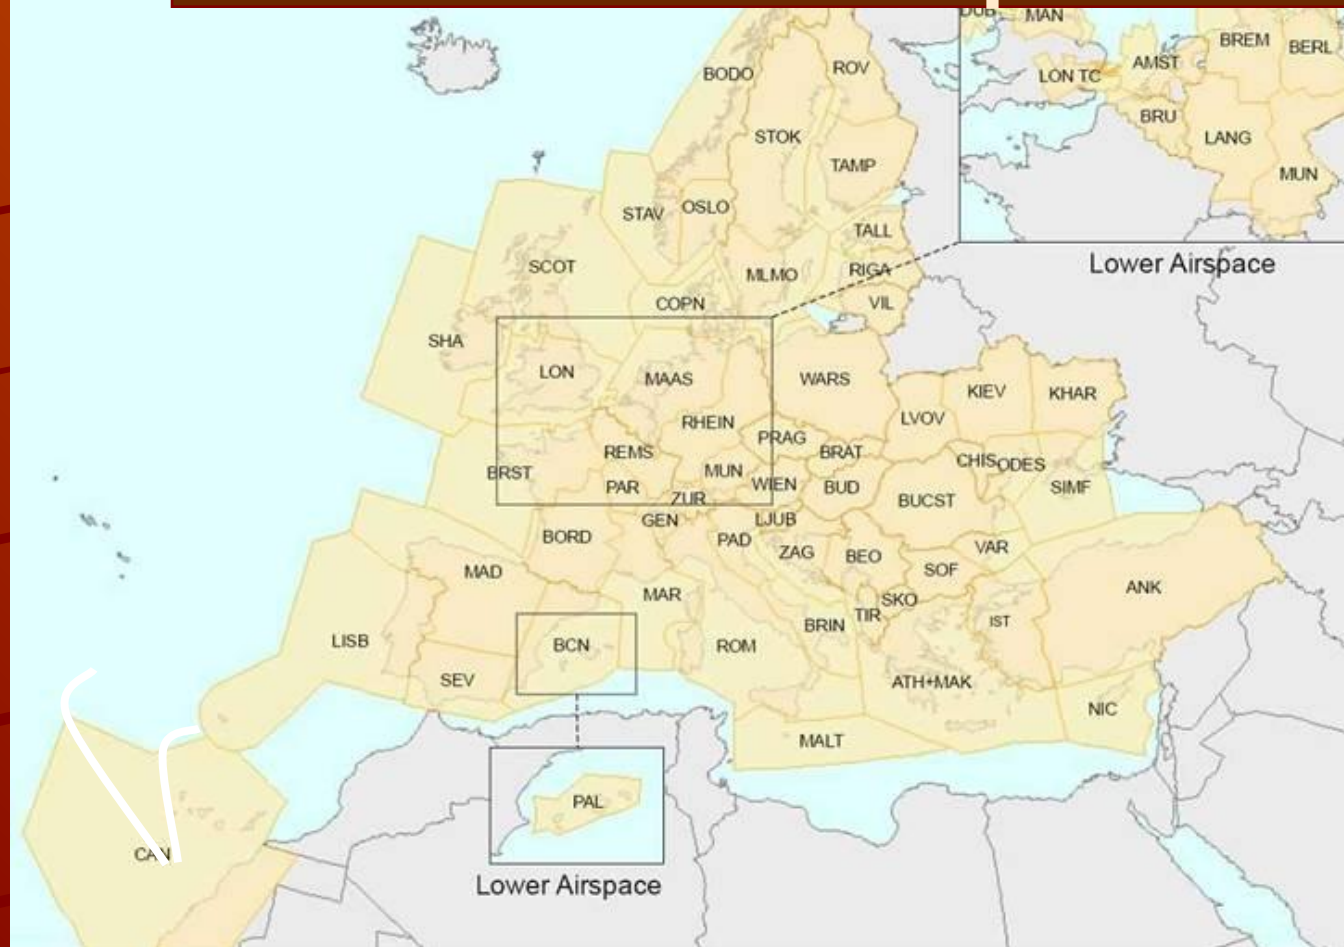 DUB MAN
BREM BERL
AMST
LON TC
BRU
LANG
MUN
Lower Airspace
BODO ROV
STOK
TAMP
STAV OSLO
TALL
SCOT MLMO RIGA
COPN VIL
SHA
LON MAAS WARS
KIEV KHAR
RHEIN LVOV
PRAG
REMS BRAT CHIS ODES
BRST MUN WIEN
PAR BUD SIMF
ZUR BUCST
GEN LJUB
BORD PAD ZAG BEO VAR
MAD SOF
MAR ANK
SKO
TIR IST
LISB BCN ROM BRIN
SEV ATH+MAK
NIC
MALT
PAL
CAN
Lower Airspace